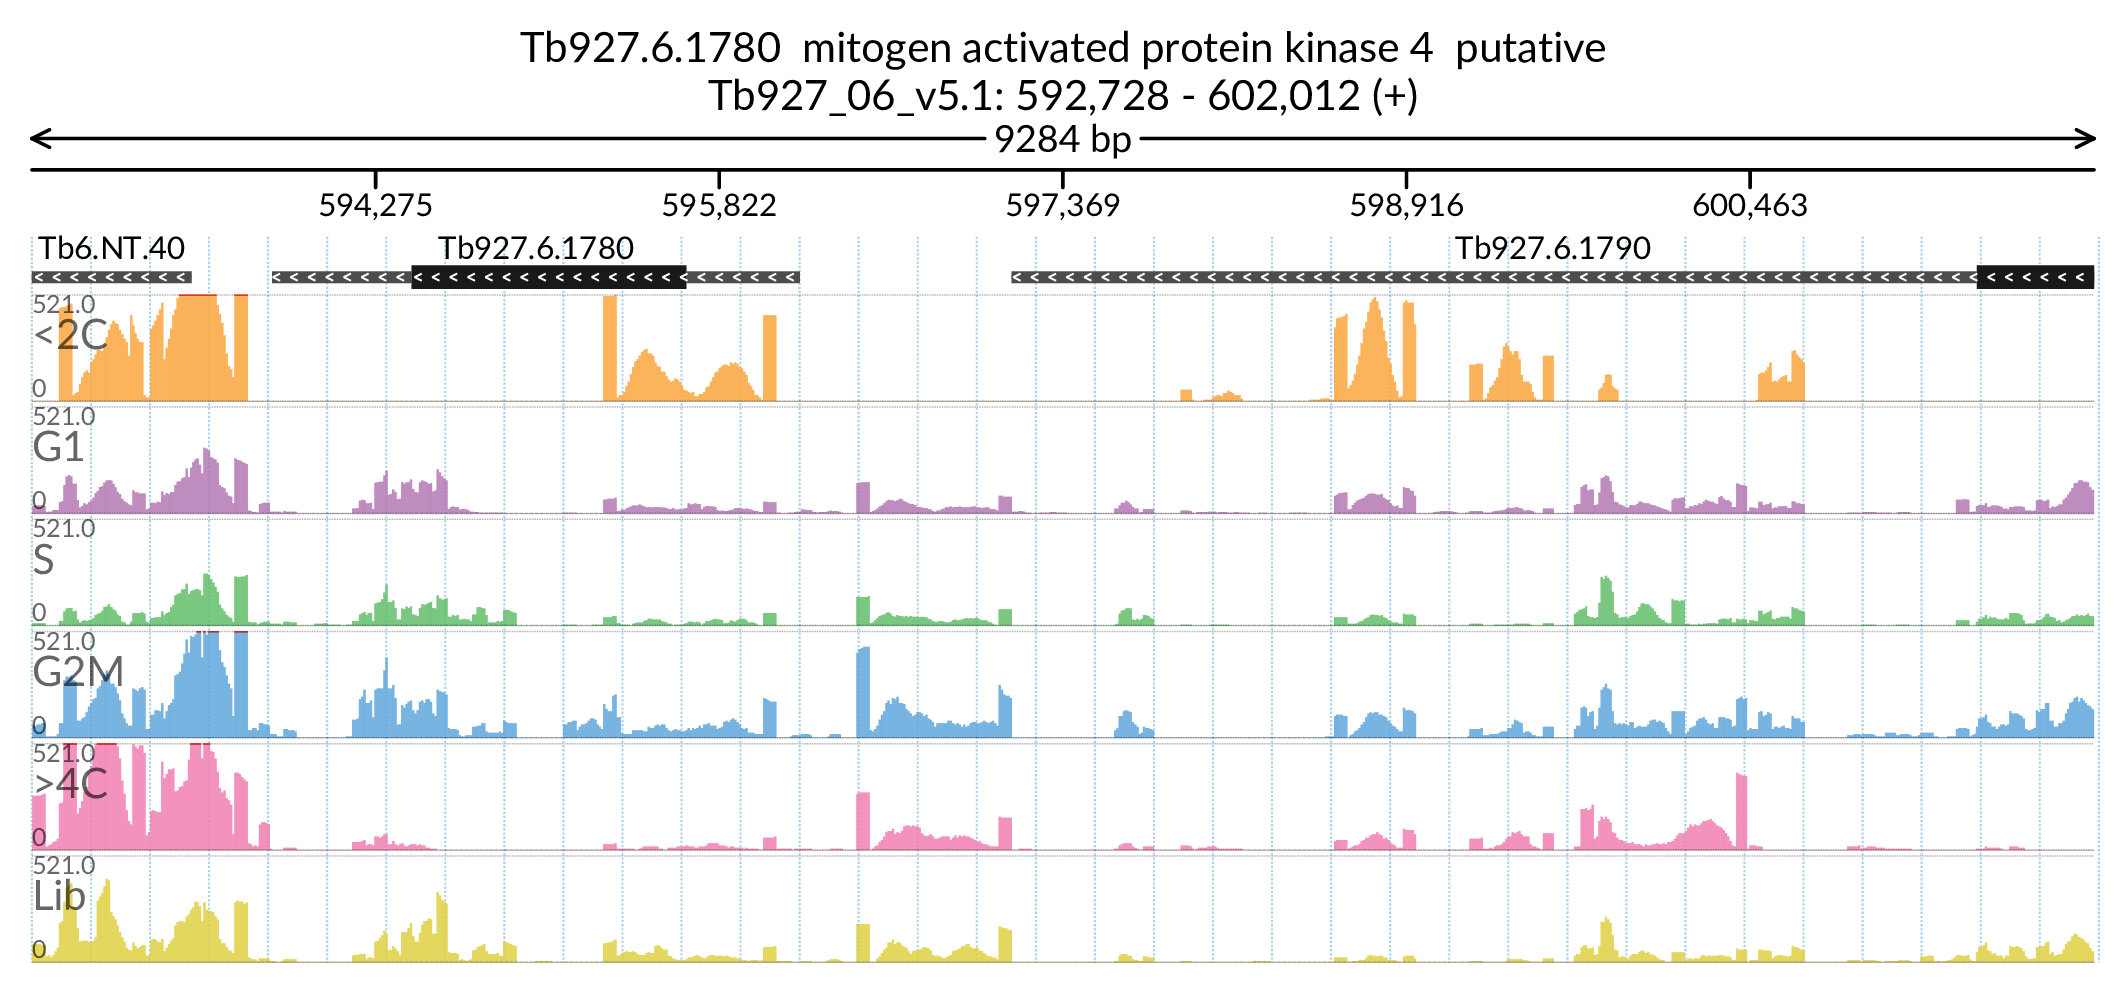 Tb927.6.1780  mitogen activated protein kinase 4  putative
Tb927_06_v5.1: 592,728 - 602,012 (+)
9284 bp
594,275 595,822 597,369 598,916 600,463
Tb6.NT.40 Tb927.6.1780 Tb927.6.1790
521.0
<2C
0
521.0
G1
0
521.0
S
0
521.0
G2M
0
521.0
>4C
0
521.0
Lib
0